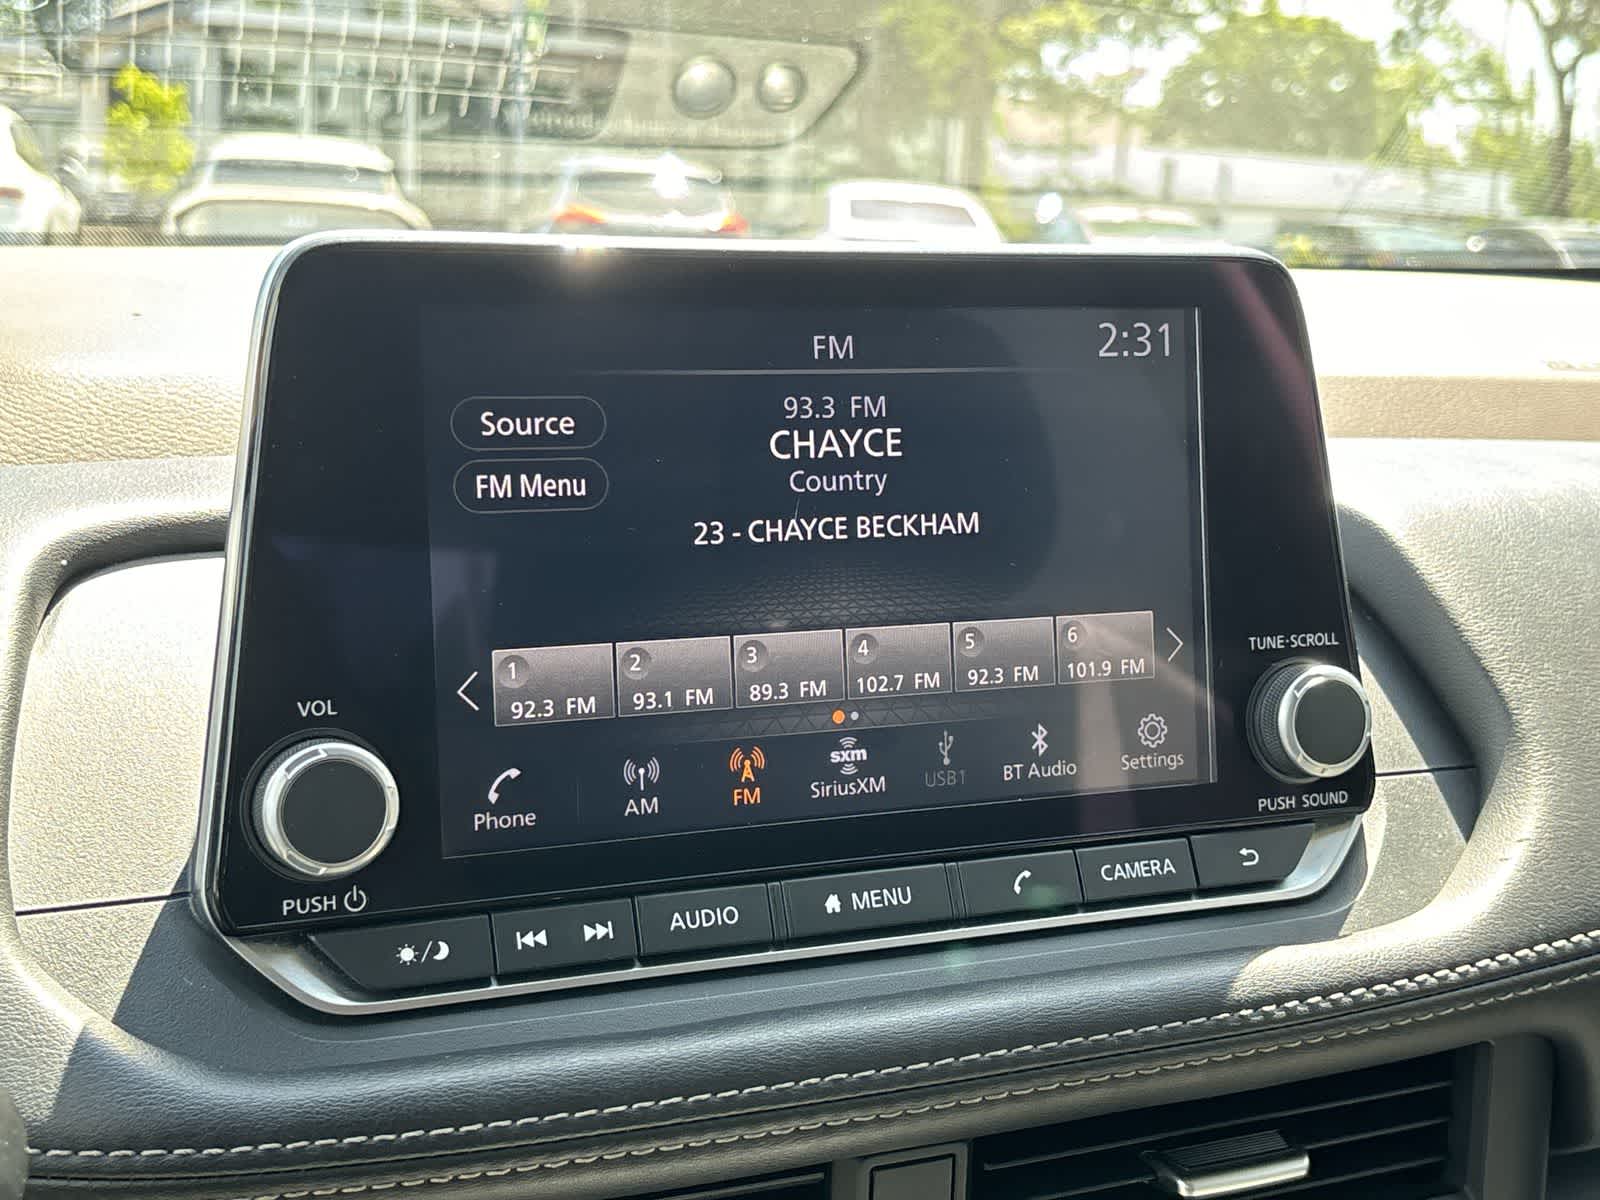 FM
2:31
Source
FM Menu
93.3 FM
CHAYCE
Country
23 - CHAYCE BECKHAM
1
92.3 FM
2
93.1 FM
3
89.3 FM
4
102.7 FM
5
92.3 FM
6
101.9 FM
Phone
AM
FM
sxm
SiriusXM
USB1
BT Audio
Settings
VOL
PUSH
TUNE·SCROLL
PUSH SOUND
AUDIO
MENU
CAMERA